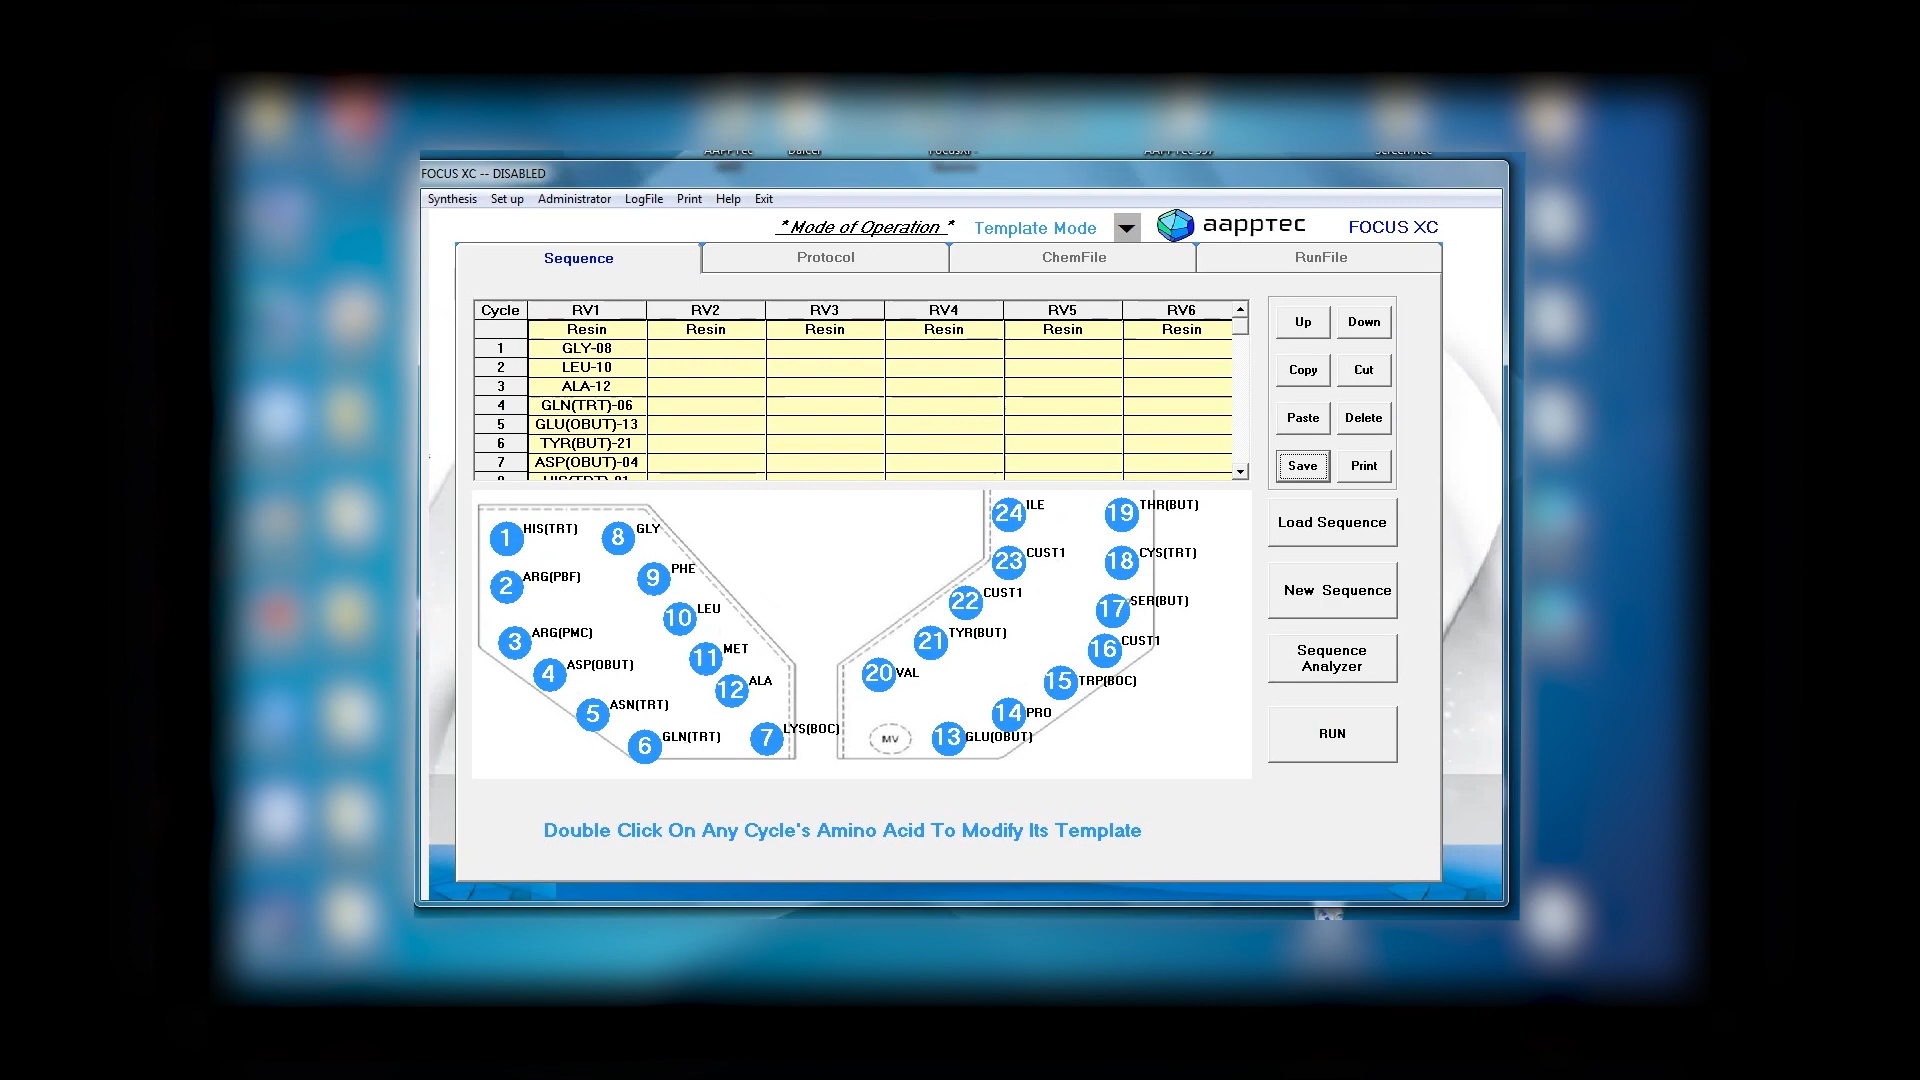 FOCUS XC -- DISABLED
Synthesis Set up Administrator LogFile Print Help Exit
* Mode of Operation * Template Mode aapptec FOCUS XC
Sequence Protocol ChemFile RunFile
Cycle RV1 RV2 RV3 RV4 RV5 RV6
Resin Resin Resin Resin Resin Resin
1 GLY-08
2 LEU-10
3 ALA-12
4 GLN(TRT)-06
5 GLU(OBUT)-13
6 TYR(BUT)-21
7 ASP(OBUT)-04
Up Down
Copy Cut
Paste Delete
Save Print
Load Sequence
New Sequence
Sequence
Analyzer
RUN
1 HIS(TRT)
2 ARG(PBF)
3 ARG(PMC)
4 ASP(OBUT)
5 ASN(TRT)
6 GLN(TRT)
7 LYS(BOC)
8 GLY
9 PHE
10 LEU
11 MET
12 ALA
MV
13 GLU(OBUT)
14 PRO
15 TRP(BOC)
16 CUST1
17 SER(BUT)
18 CYS(TRT)
19 THR(BUT)
20 VAL
21 TYR(BUT)
22 CUST1
23 CUST1
24 ILE
Double Click On Any Cycle's Amino Acid To Modify Its Template